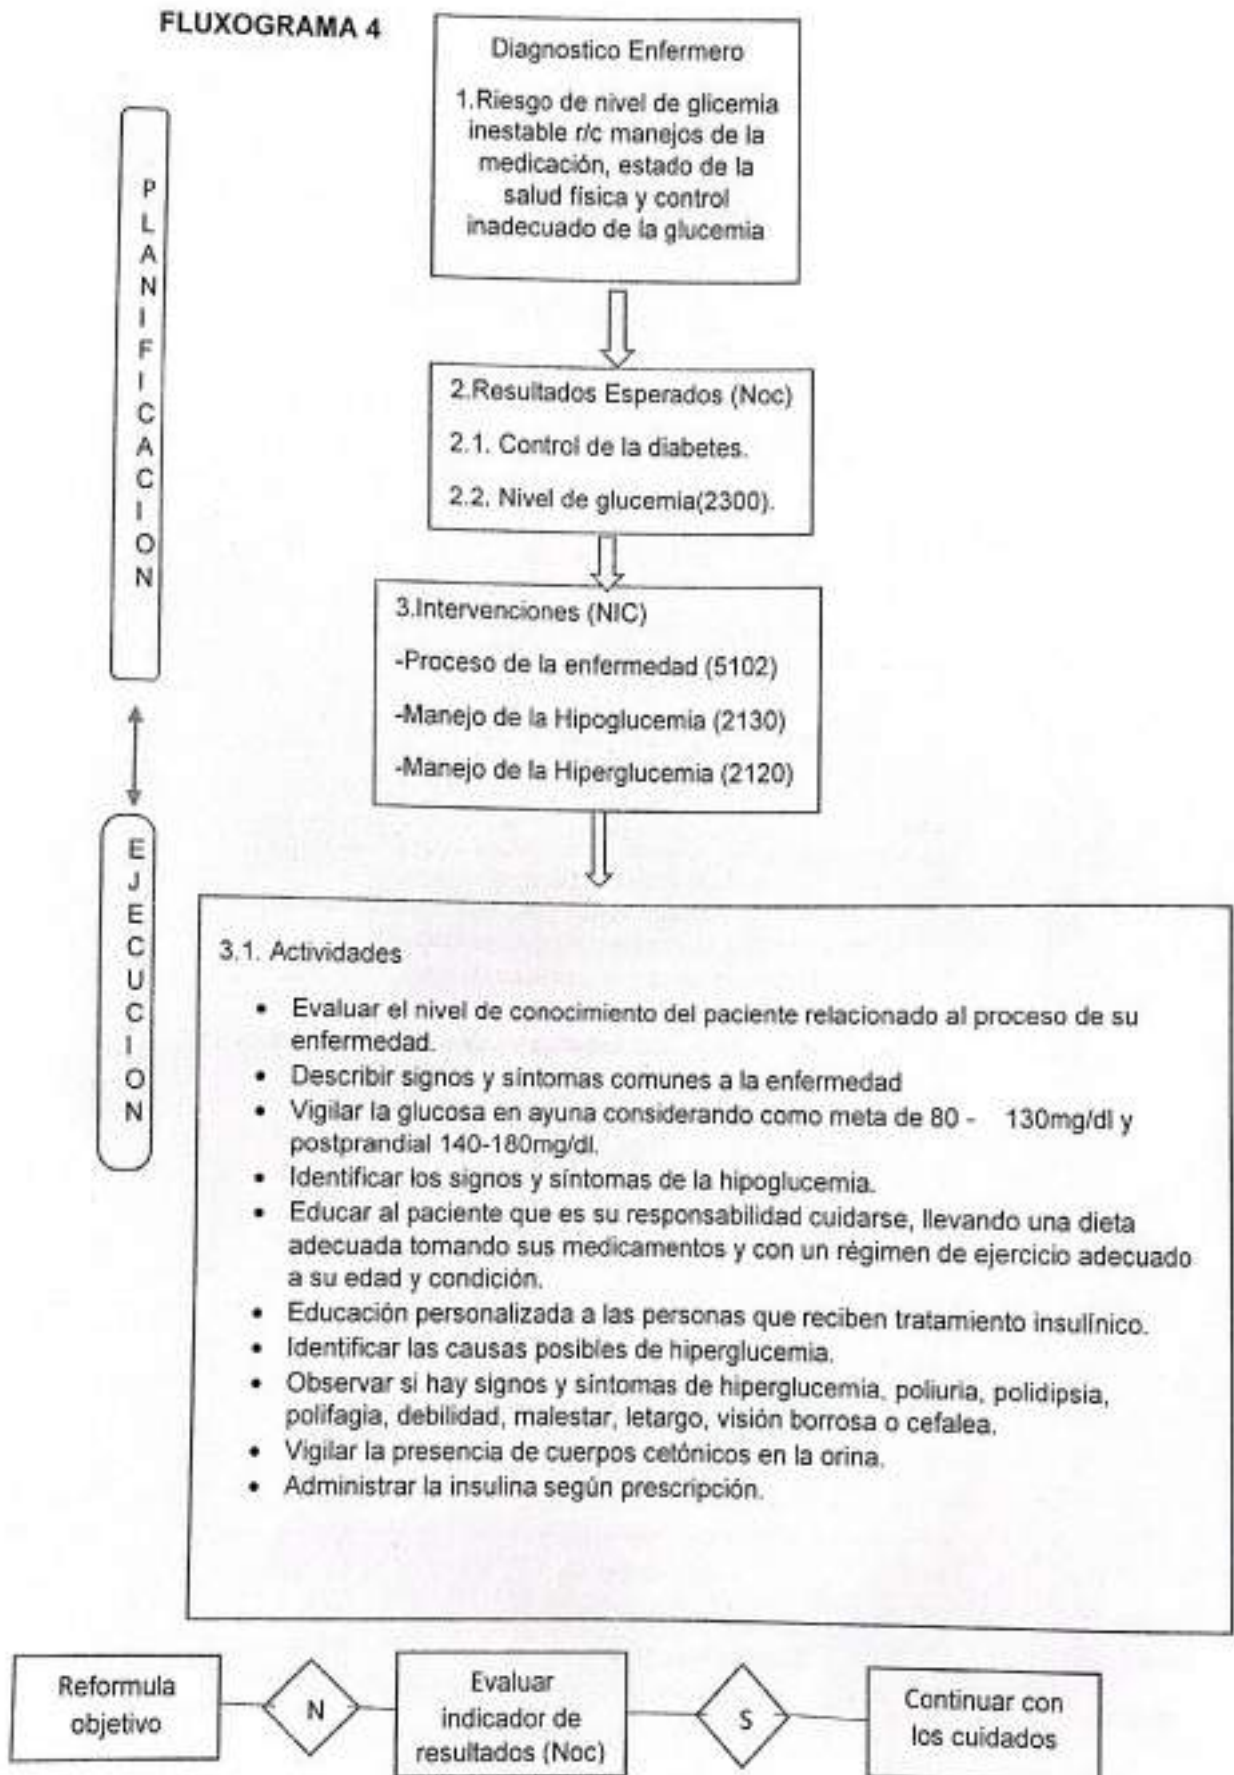 FLUXOGRAMA 4
Diagnostico Enfermero
1.Riesgo de nivel de glicemia
inestable r/c manejos de la
medicación, estado de la
salud física y control
inadecuado de la glucemia
PLANIFICACION
2.Resultados Esperados (Noc)
2.1. Control de la diabetes.
2.2. Nivel de glucemia(2300).
3.Intervenciones (NIC)
-Proceso de la enfermedad (5102)
-Manejo de la Hipoglucemia (2130)
-Manejo de la Hiperglucemia (2120)
EJECUCION
3.1. Actividades
• Evaluar el nivel de conocimiento del paciente relacionado al proceso de su
enfermedad.
• Describir signos y síntomas comunes a la enfermedad
• Vigilar la glucosa en ayuna considerando como meta de 80 - 130mg/dl y
postprandial 140-180mg/dl.
• Identificar los signos y síntomas de la hipoglucemia.
• Educar al paciente que es su responsabilidad cuidarse, llevando una dieta
adecuada tomando sus medicamentos y con un régimen de ejercicio adecuado
a su edad y condición.
• Educación personalizada a las personas que reciben tratamiento insulínico.
• Identificar las causas posibles de hiperglucemia.
• Observar si hay signos y síntomas de hiperglucemia, poliuria, polidipsia,
polifagia, debilidad, malestar, letargo, visión borrosa o cefalea.
• Vigilar la presencia de cuerpos cetónicos en la orina.
• Administrar la insulina según prescripción.
Reformula
objetivo
N
Evaluar
indicador de
resultados (Noc)
S
Continuar con
los cuidados